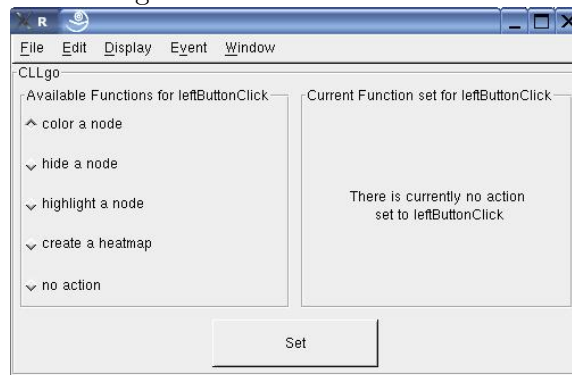 R
File Edit Display Event Window
CLLgo
Available Functions for leftButtonClick
color a node
hide a node
highlight a node
create a heatmap
no action
Current Function set for leftButtonClick
There is currently no action
set to leftButtonClick
Set